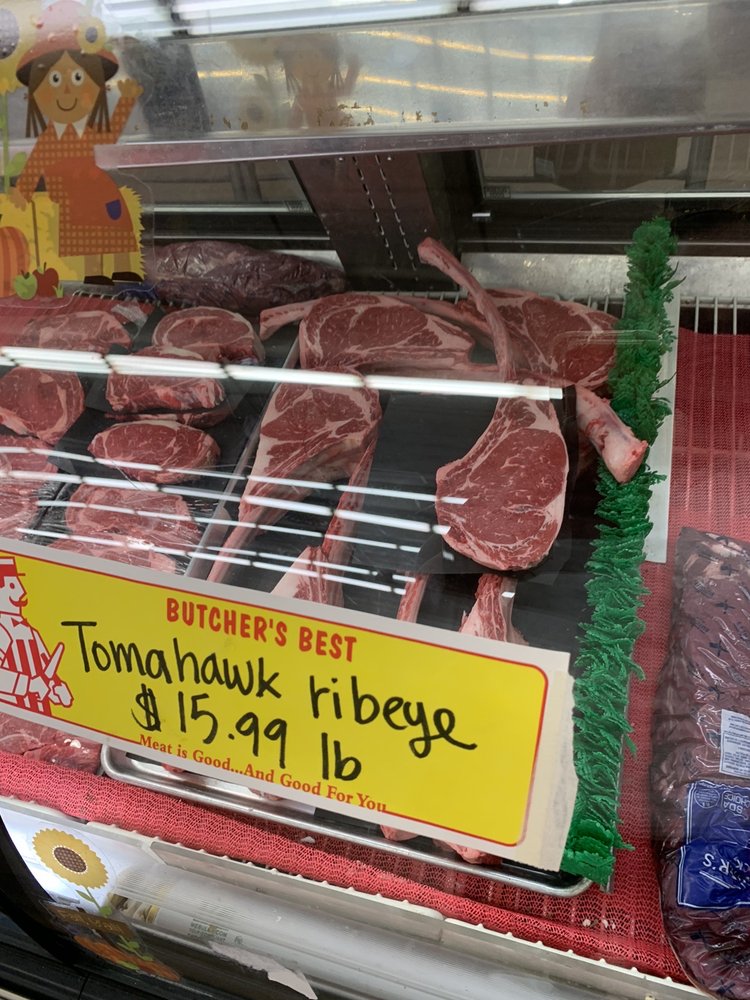 BUTCHER'S BEST
Tomahawk ribeye
$15.99 lb
Meat is Good...And Good For You